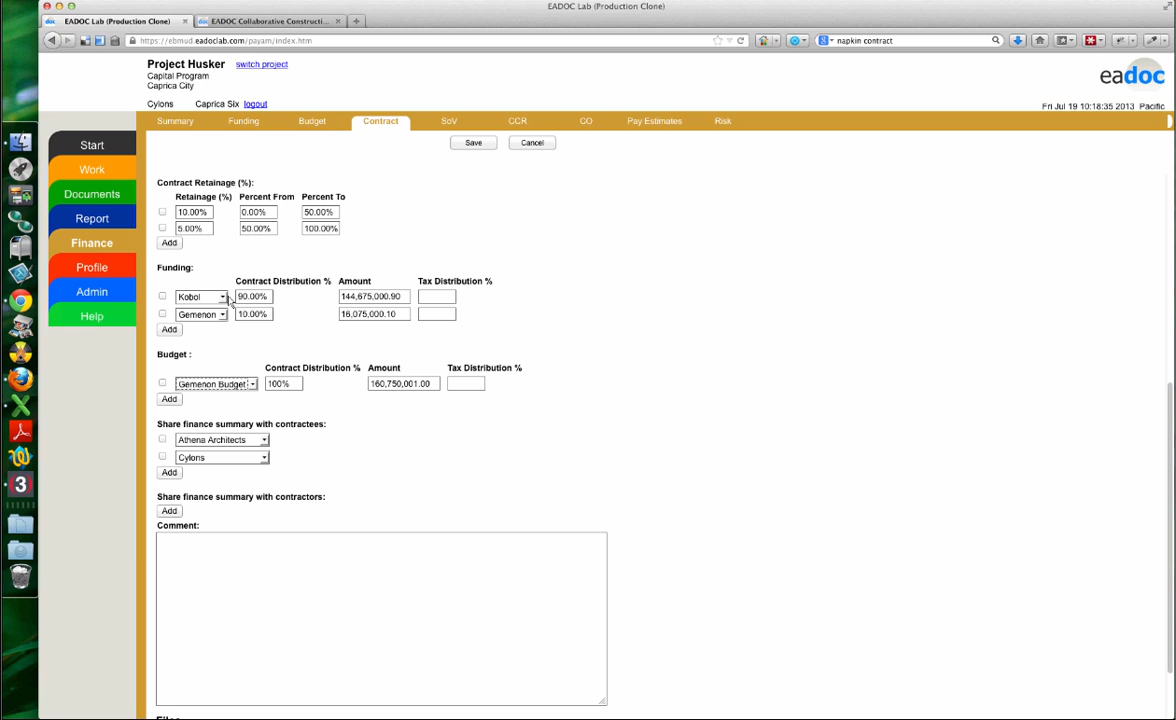 EADOC Lab (Production Clone)
EADOC Lab (Production Clone)
EADOC Collaborative Constructi...
https://ebmud.eadoclab.com/payam/index.htm
napkin contract
Project Husker
switch project
Capital Program
Caprica City
Cylons
Caprica Six
logout
eadoc
Fri Jul 19 10:18:35 2013 Pacific
Summary
Funding
Budget
Contract
SoV
CCR
CO
Pay Estimates
Risk
Start
Work
Documents
Report
Finance
Profile
Admin
Help
Save
Cancel
Contract Retainage (%):
Retainage (%) Percent From Percent To
10.00% 0.00% 50.00%
5.00% 50.00% 100.00%
Add
Funding:
Contract Distribution % Amount Tax Distribution %
Kobol 90.00% 144,675,000.90
Gemenon 10.00% 16,075,000.10
Add
Budget :
Contract Distribution % Amount Tax Distribution %
Gemenon Budget 100% 160,750,001.00
Add
Share finance summary with contractees:
Athena Architects
Cylons
Add
Share finance summary with contractors:
Add
Comment: